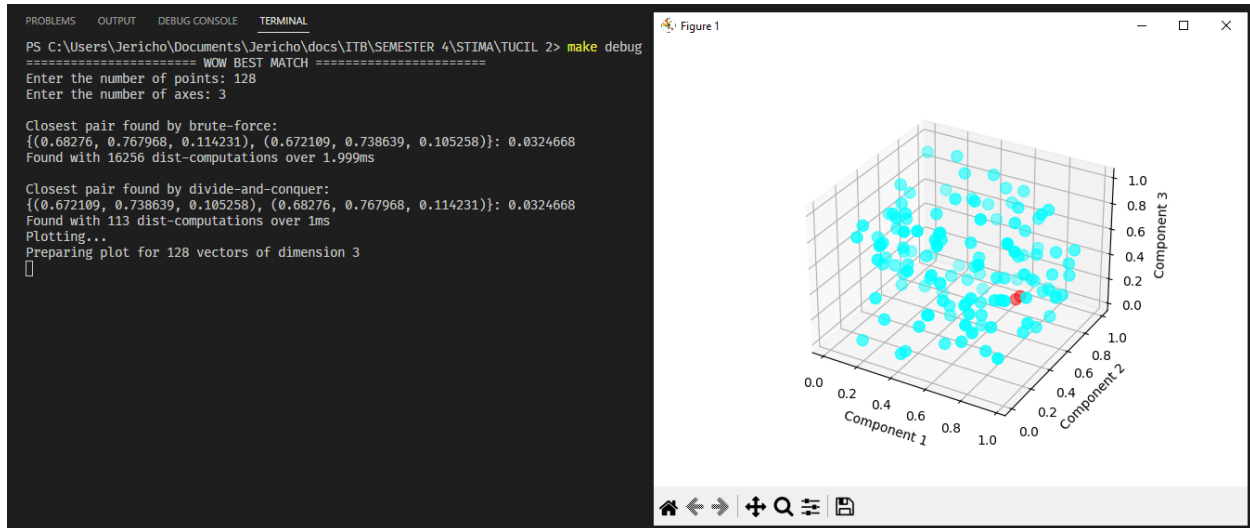 PROBLEMS OUTPUT DEBUG CONSOLE TERMINAL
PS C:\Users\Jericho\Documents\Jericho\docs\ITB\SEMESTER 4\STIMA\TUCIL 2> make debug
======================= WOW BEST MATCH =======================
Enter the number of points: 128
Enter the number of axes: 3
Closest pair found by brute-force:
{(0.68276, 0.767968, 0.114231), (0.672109, 0.738639, 0.105258)}: 0.0324668
Found with 16256 dist-computations over 1.999ms
Closest pair found by divide-and-conquer:
{(0.672109, 0.738639, 0.105258), (0.68276, 0.767968, 0.114231)}: 0.0324668
Found with 113 dist-computations over 1ms
Plotting...
Preparing plot for 128 vectors of dimension 3
Figure 1
1.0
0.8
0.6
0.4
0.2
0.0
Component 3
1.0
0.8
0.6
0.4
0.2
0.0
Component 2
0.0
0.2
0.4
0.6
0.8
1.0
Component 1